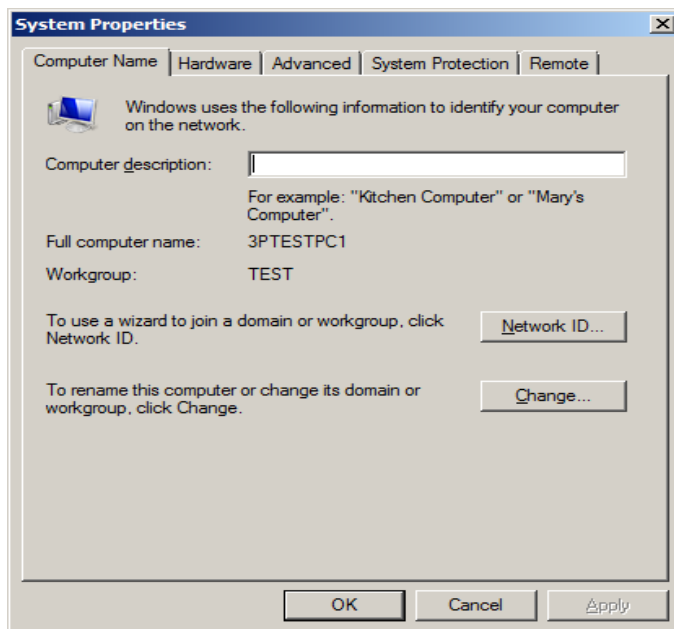 System Properties
Computer Name
Hardware
Advanced
System Protection
Remote
Windows uses the following information to identify your computer
on the network.
Computer description:
For example: "Kitchen Computer" or "Mary's
Computer".
Full computer name:
3PTESTPC1
Workgroup:
TEST
To use a wizard to join a domain or workgroup, click
Network ID.
Network ID...
To rename this computer or change its domain or
workgroup, click Change.
Change...
OK
Cancel
Apply